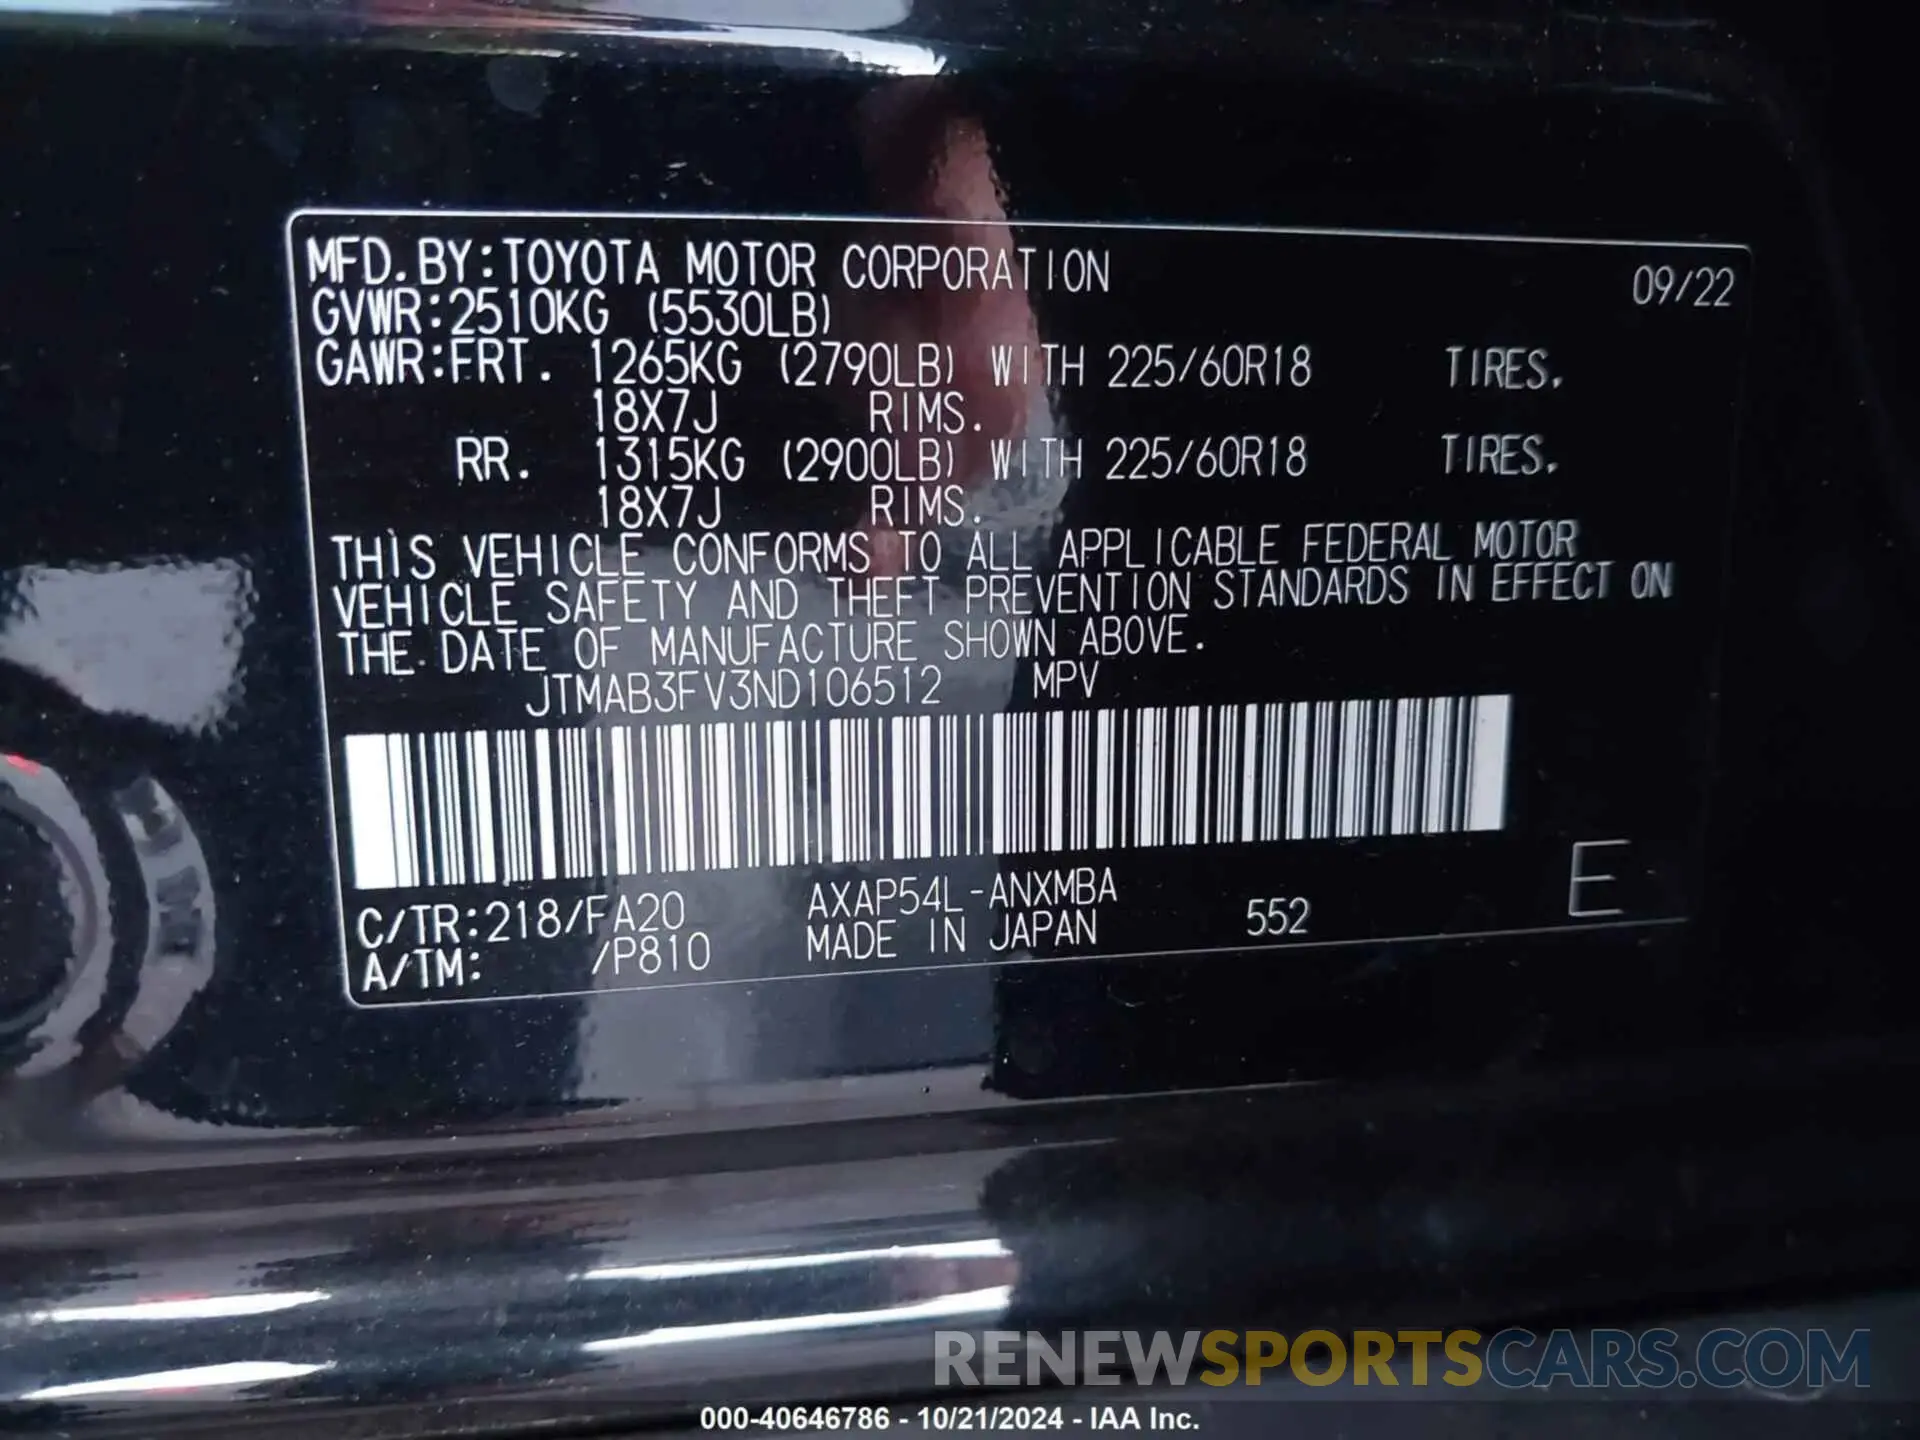 MFD.BY:TOYOTA MOTOR CORPORATION 09/22
GVWR:2510KG (5530LB)
GAWR:FRT. 1265KG (2790LB) WITH 225/60R18 TIRES,
18X7J RIMS.
RR. 1315KG (2900LB) WITH 225/60R18 TIRES,
18X7J RIMS.
THIS VEHICLE CONFORMS TO ALL APPLICABLE FEDERAL MOTOR
VEHICLE SAFETY AND THEFT PREVENTION STANDARDS IN EFFECT ON
THE DATE OF MANUFACTURE SHOWN ABOVE.
JTMAB3FV3ND106512 MPV
C/TR:218/FA20 AXAP54L-ANXMBA 552 E
A/TM: /P810 MADE IN JAPAN
RENEWSPORTSCARS.COM
000-40646786 - 10/21/2024 - IAA Inc.